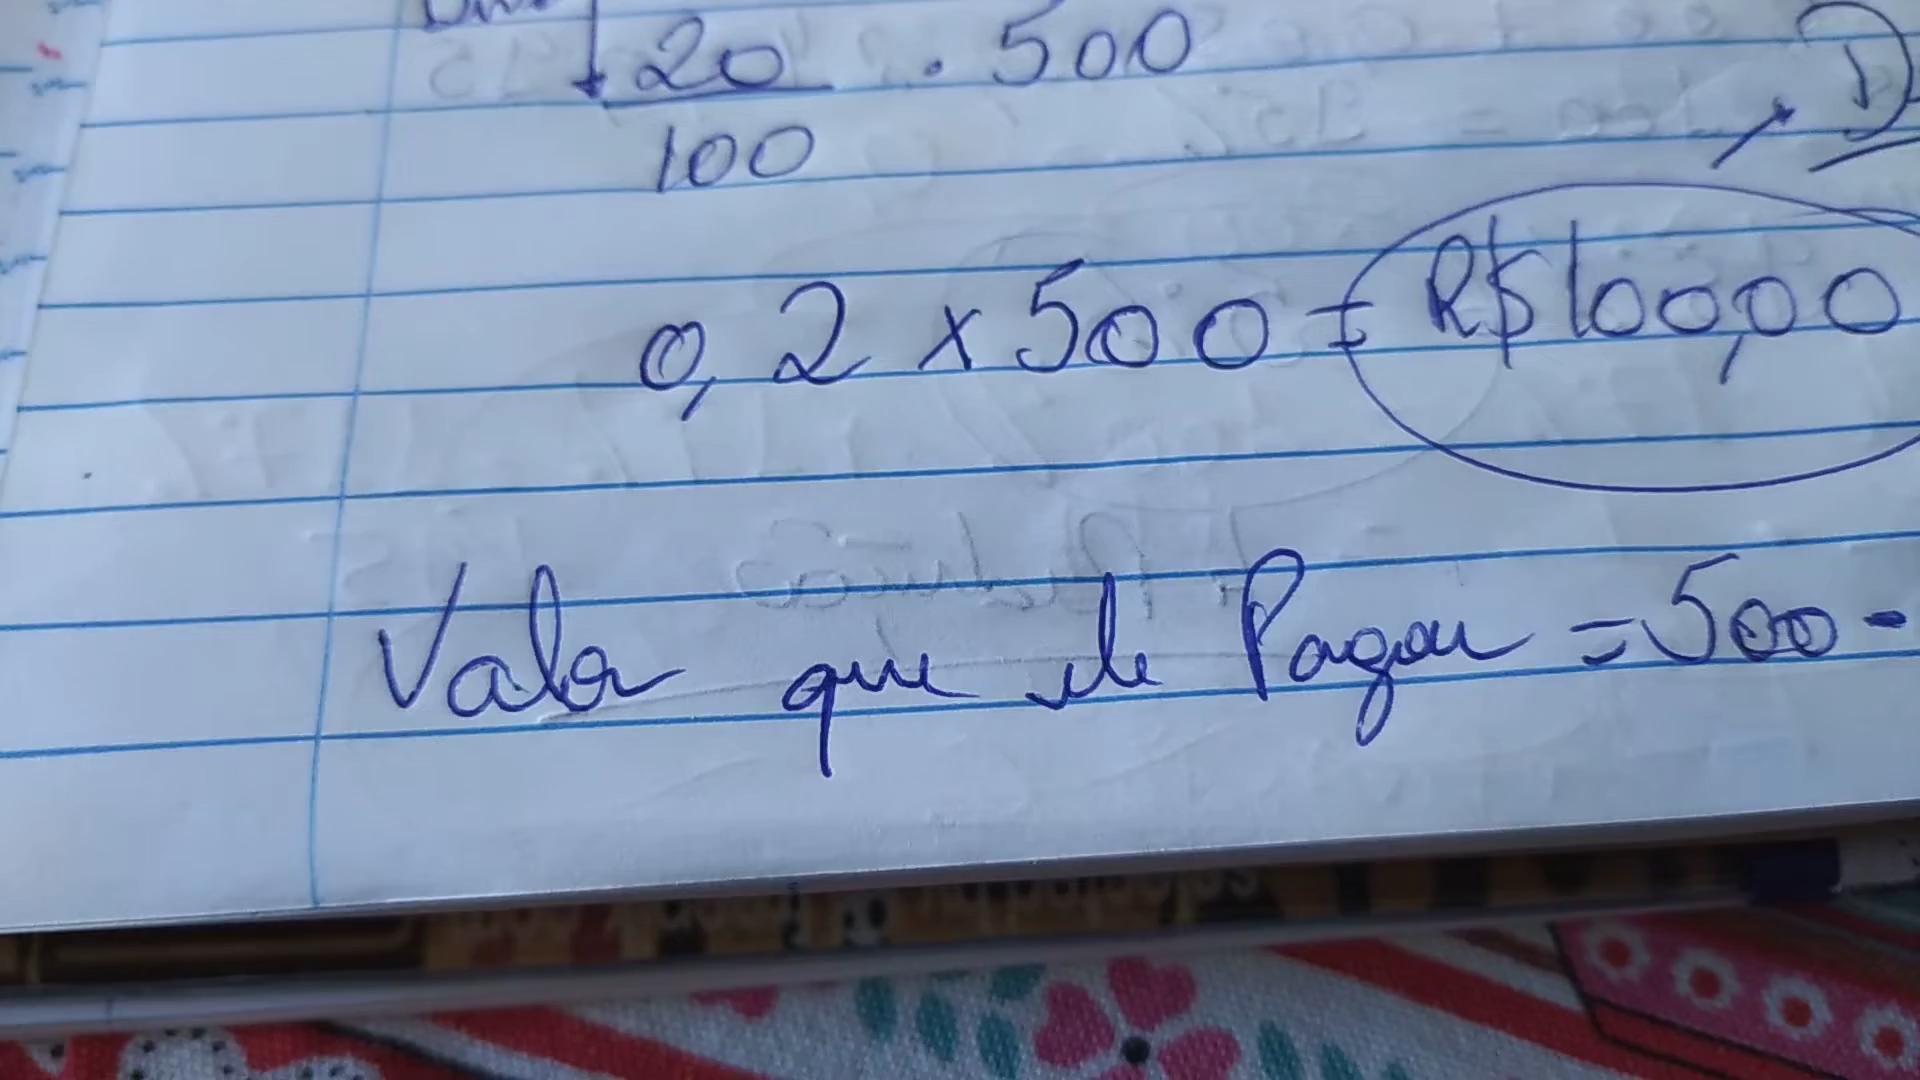 20 . 500
100
0,2 x 500 = R$100,00
Valor que ele Pagou = 500 -